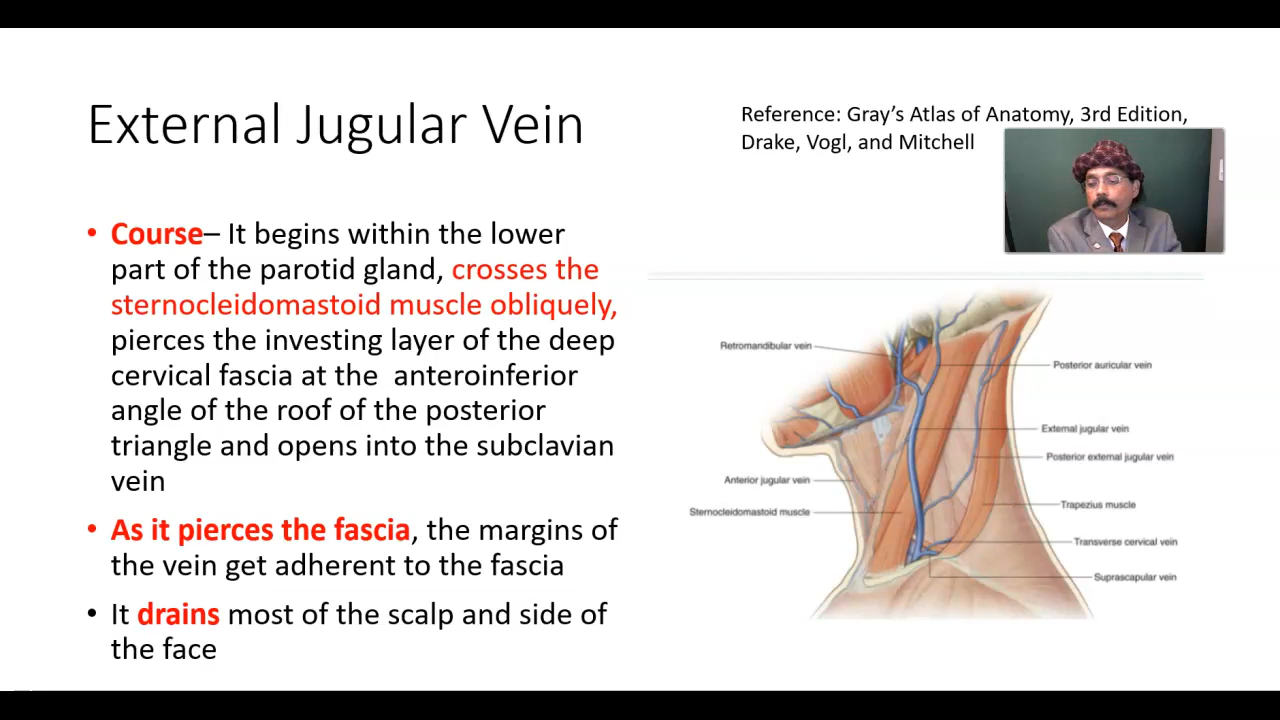 External Jugular Vein
Reference: Gray's Atlas of Anatomy, 3rd Edition,
Drake, Vogl, and Mitchell
• Course– It begins within the lower
part of the parotid gland, crosses the
sternocleidomastoid muscle obliquely,
pierces the investing layer of the deep
cervical fascia at the  anteroinferior
angle of the roof of the posterior
triangle and opens into the subclavian
vein
• As it pierces the fascia, the margins of
the vein get adherent to the fascia
• It drains most of the scalp and side of
the face
Retromandibular vein
Posterior auricular vein
External jugular vein
Posterior external jugular vein
Anterior jugular vein
Trapezius muscle
Sternocleidomastoid muscle
Transverse cervical vein
Suprascapular vein